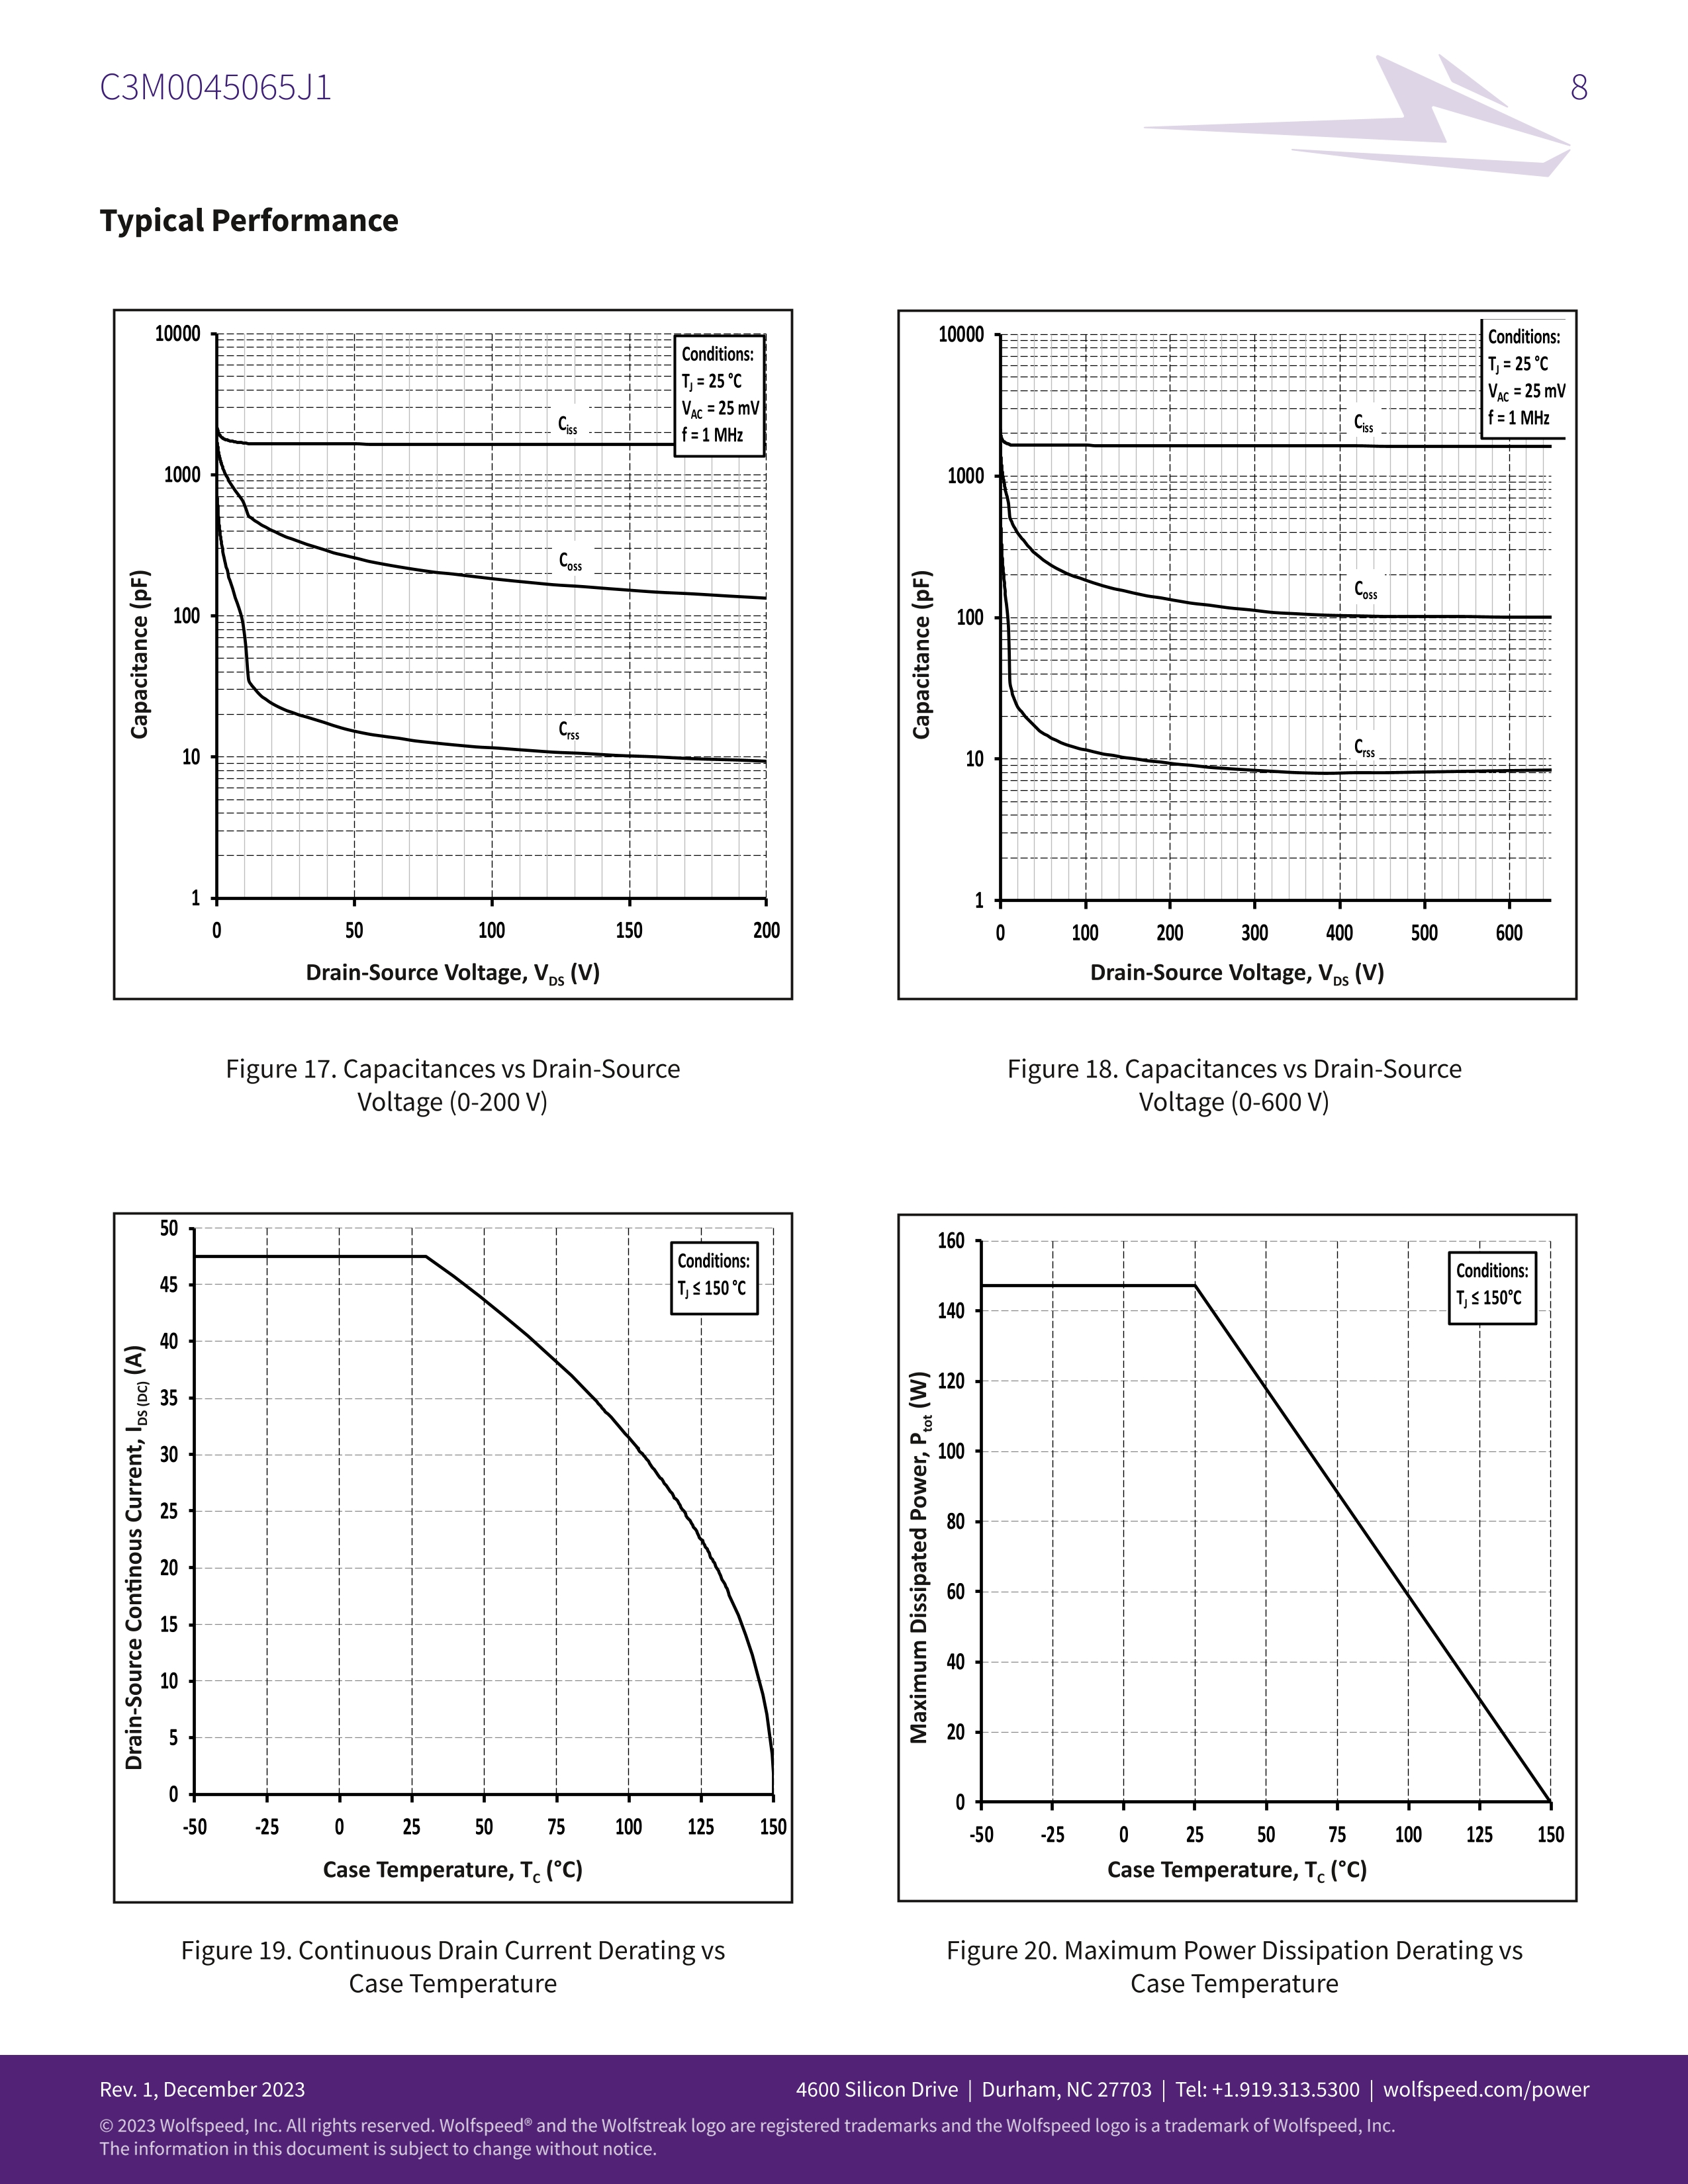 C3M0045065J1
8
Typical Performance
10000
1000
100
10
1
Capacitance (pF)
Conditions:
TJ = 25 °C
VAC = 25 mV
f = 1 MHz
Ciss
Coss
Crss
0 50 100 150 200
Drain-Source Voltage, VDS (V)
Figure 17. Capacitances vs Drain-Source
Voltage (0-200 V)
10000
1000
100
10
1
Capacitance (pF)
Conditions:
TJ = 25 °C
VAC = 25 mV
f = 1 MHz
Ciss
Coss
Crss
0 100 200 300 400 500 600
Drain-Source Voltage, VDS (V)
Figure 18. Capacitances vs Drain-Source
Voltage (0-600 V)
50
45
40
35
30
25
20
15
10
5
0
Drain-Source Continous Current, IDS (DC) (A)
Conditions:
TJ ≤ 150 °C
-50 -25 0 25 50 75 100 125 150
Case Temperature, TC (°C)
Figure 19. Continuous Drain Current Derating vs
Case Temperature
160
140
120
100
80
60
40
20
0
Maximum Dissipated Power, Ptot (W)
Conditions:
TJ ≤ 150°C
-50 -25 0 25 50 75 100 125 150
Case Temperature, TC (°C)
Figure 20. Maximum Power Dissipation Derating vs
Case Temperature
Rev. 1, December 2023
4600 Silicon Drive | Durham, NC 27703 | Tel: +1.919.313.5300 | wolfspeed.com/power
© 2023 Wolfspeed, Inc. All rights reserved. Wolfspeed® and the Wolfstreak logo are registered trademarks and the Wolfspeed logo is a trademark of Wolfspeed, Inc.
The information in this document is subject to change without notice.